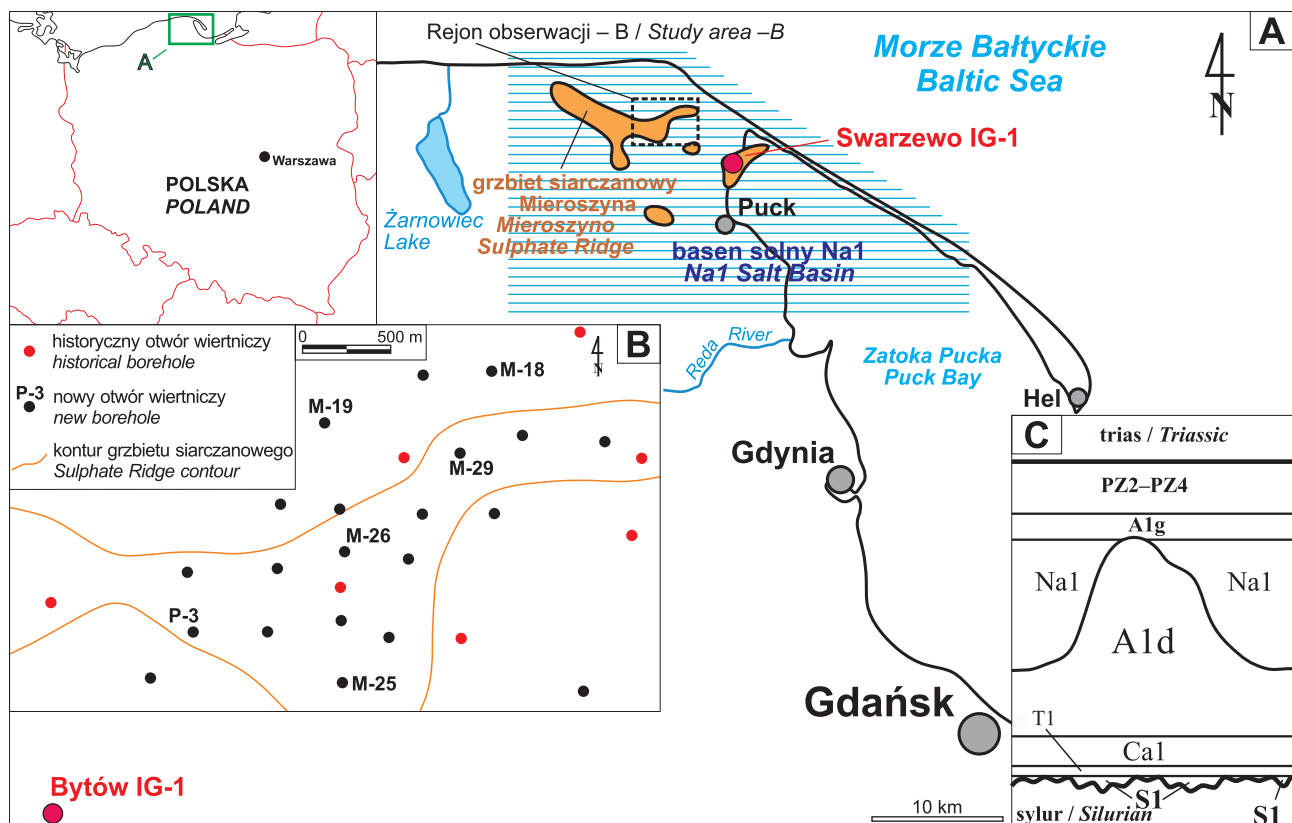 A
Warszawa
POLSKA
POLAND
A
Rejon obserwacji – B / Study area –B
Morze Bałtyckie
Baltic Sea
N
Swarzewo IG-1
grzbiet siarczanowy
Mieroszyna
Mieroszyno
Sulphate Ridge
Żarnowiec
Lake
Puck
basen solny Na1
Na1 Salt Basin
Reda River
Zatoka Pucka
Puck Bay
Hel
Gdynia
Gdańsk
Bytów IG-1
10 km
B
historyczny otwór wiertniczy
historical borehole
P-3
nowy otwór wiertniczy
new borehole
kontur grzbietu siarczanowego
Sulphate Ridge contour
0 500 m
N
M-18
M-19
M-29
M-26
P-3
M-25
C
trias / Triassic
PZ2–PZ4
A1g
Na1 Na1
A1d
T1
Ca1
S1
S1
sylur / Silurian